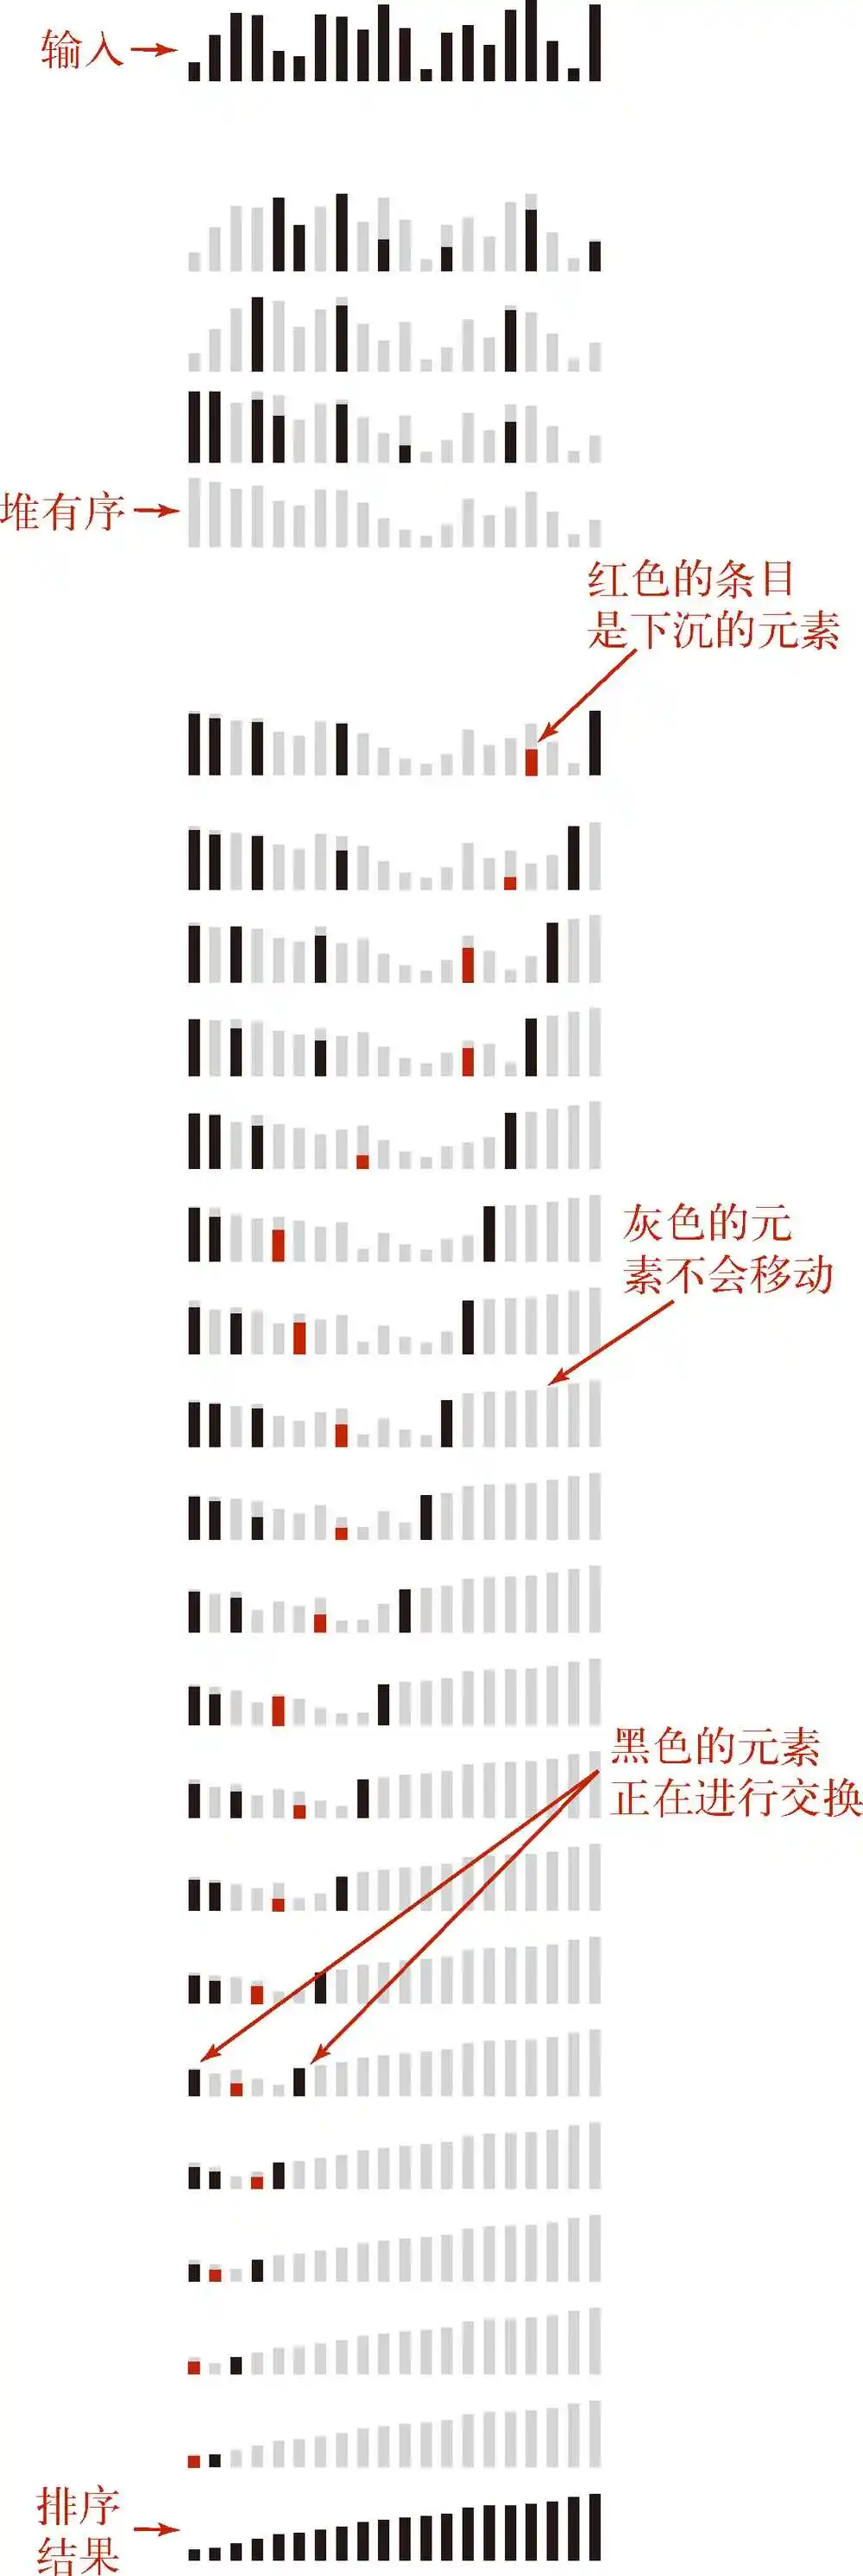 输入
堆有序
红色的条目
是下沉的元素
灰色的元
素不会移动
黑色的元素
正在进行交换
排序
结果